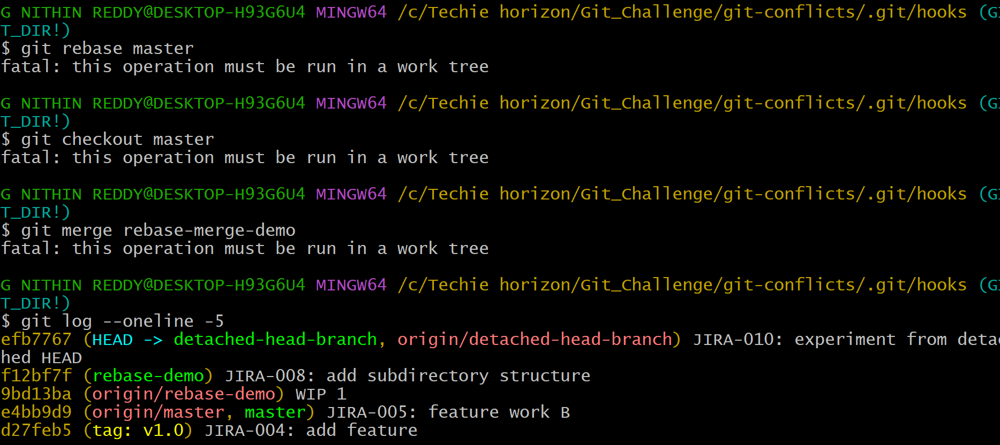 G NITHIN REDDY@DESKTOP-H93G6U4 MINGW64 /c/Techie horizon/Git_Challenge/git-conflicts/.git/hooks (GI
T_DIR!)
$ git rebase master
fatal: this operation must be run in a work tree
G NITHIN REDDY@DESKTOP-H93G6U4 MINGW64 /c/Techie horizon/Git_Challenge/git-conflicts/.git/hooks (GI
T_DIR!)
$ git checkout master
fatal: this operation must be run in a work tree
G NITHIN REDDY@DESKTOP-H93G6U4 MINGW64 /c/Techie horizon/Git_Challenge/git-conflicts/.git/hooks (GI
T_DIR!)
$ git merge rebase-merge-demo
fatal: this operation must be run in a work tree
G NITHIN REDDY@DESKTOP-H93G6U4 MINGW64 /c/Techie horizon/Git_Challenge/git-conflicts/.git/hooks (GI
T_DIR!)
$ git log --oneline -5
efb7767 (HEAD -> detached-head-branch, origin/detached-head-branch) JIRA-010: experiment from detac
hed HEAD
f12bf7f (rebase-demo) JIRA-008: add subdirectory structure
9bd13ba (origin/rebase-demo) WIP 1
e4bb9d9 (origin/master, master) JIRA-005: feature work B
d27feb5 (tag: v1.0) JIRA-004: add feature